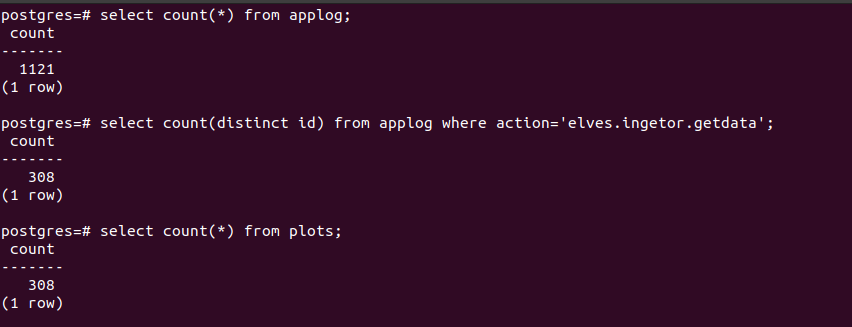 postgres=# select count(*) from applog;
count
-------
1121
(1 row)
postgres=# select count(distinct id) from applog where action='elves.ingetor.getdata';
count
-------
308
(1 row)
postgres=# select count(*) from plots;
count
-------
308
(1 row)